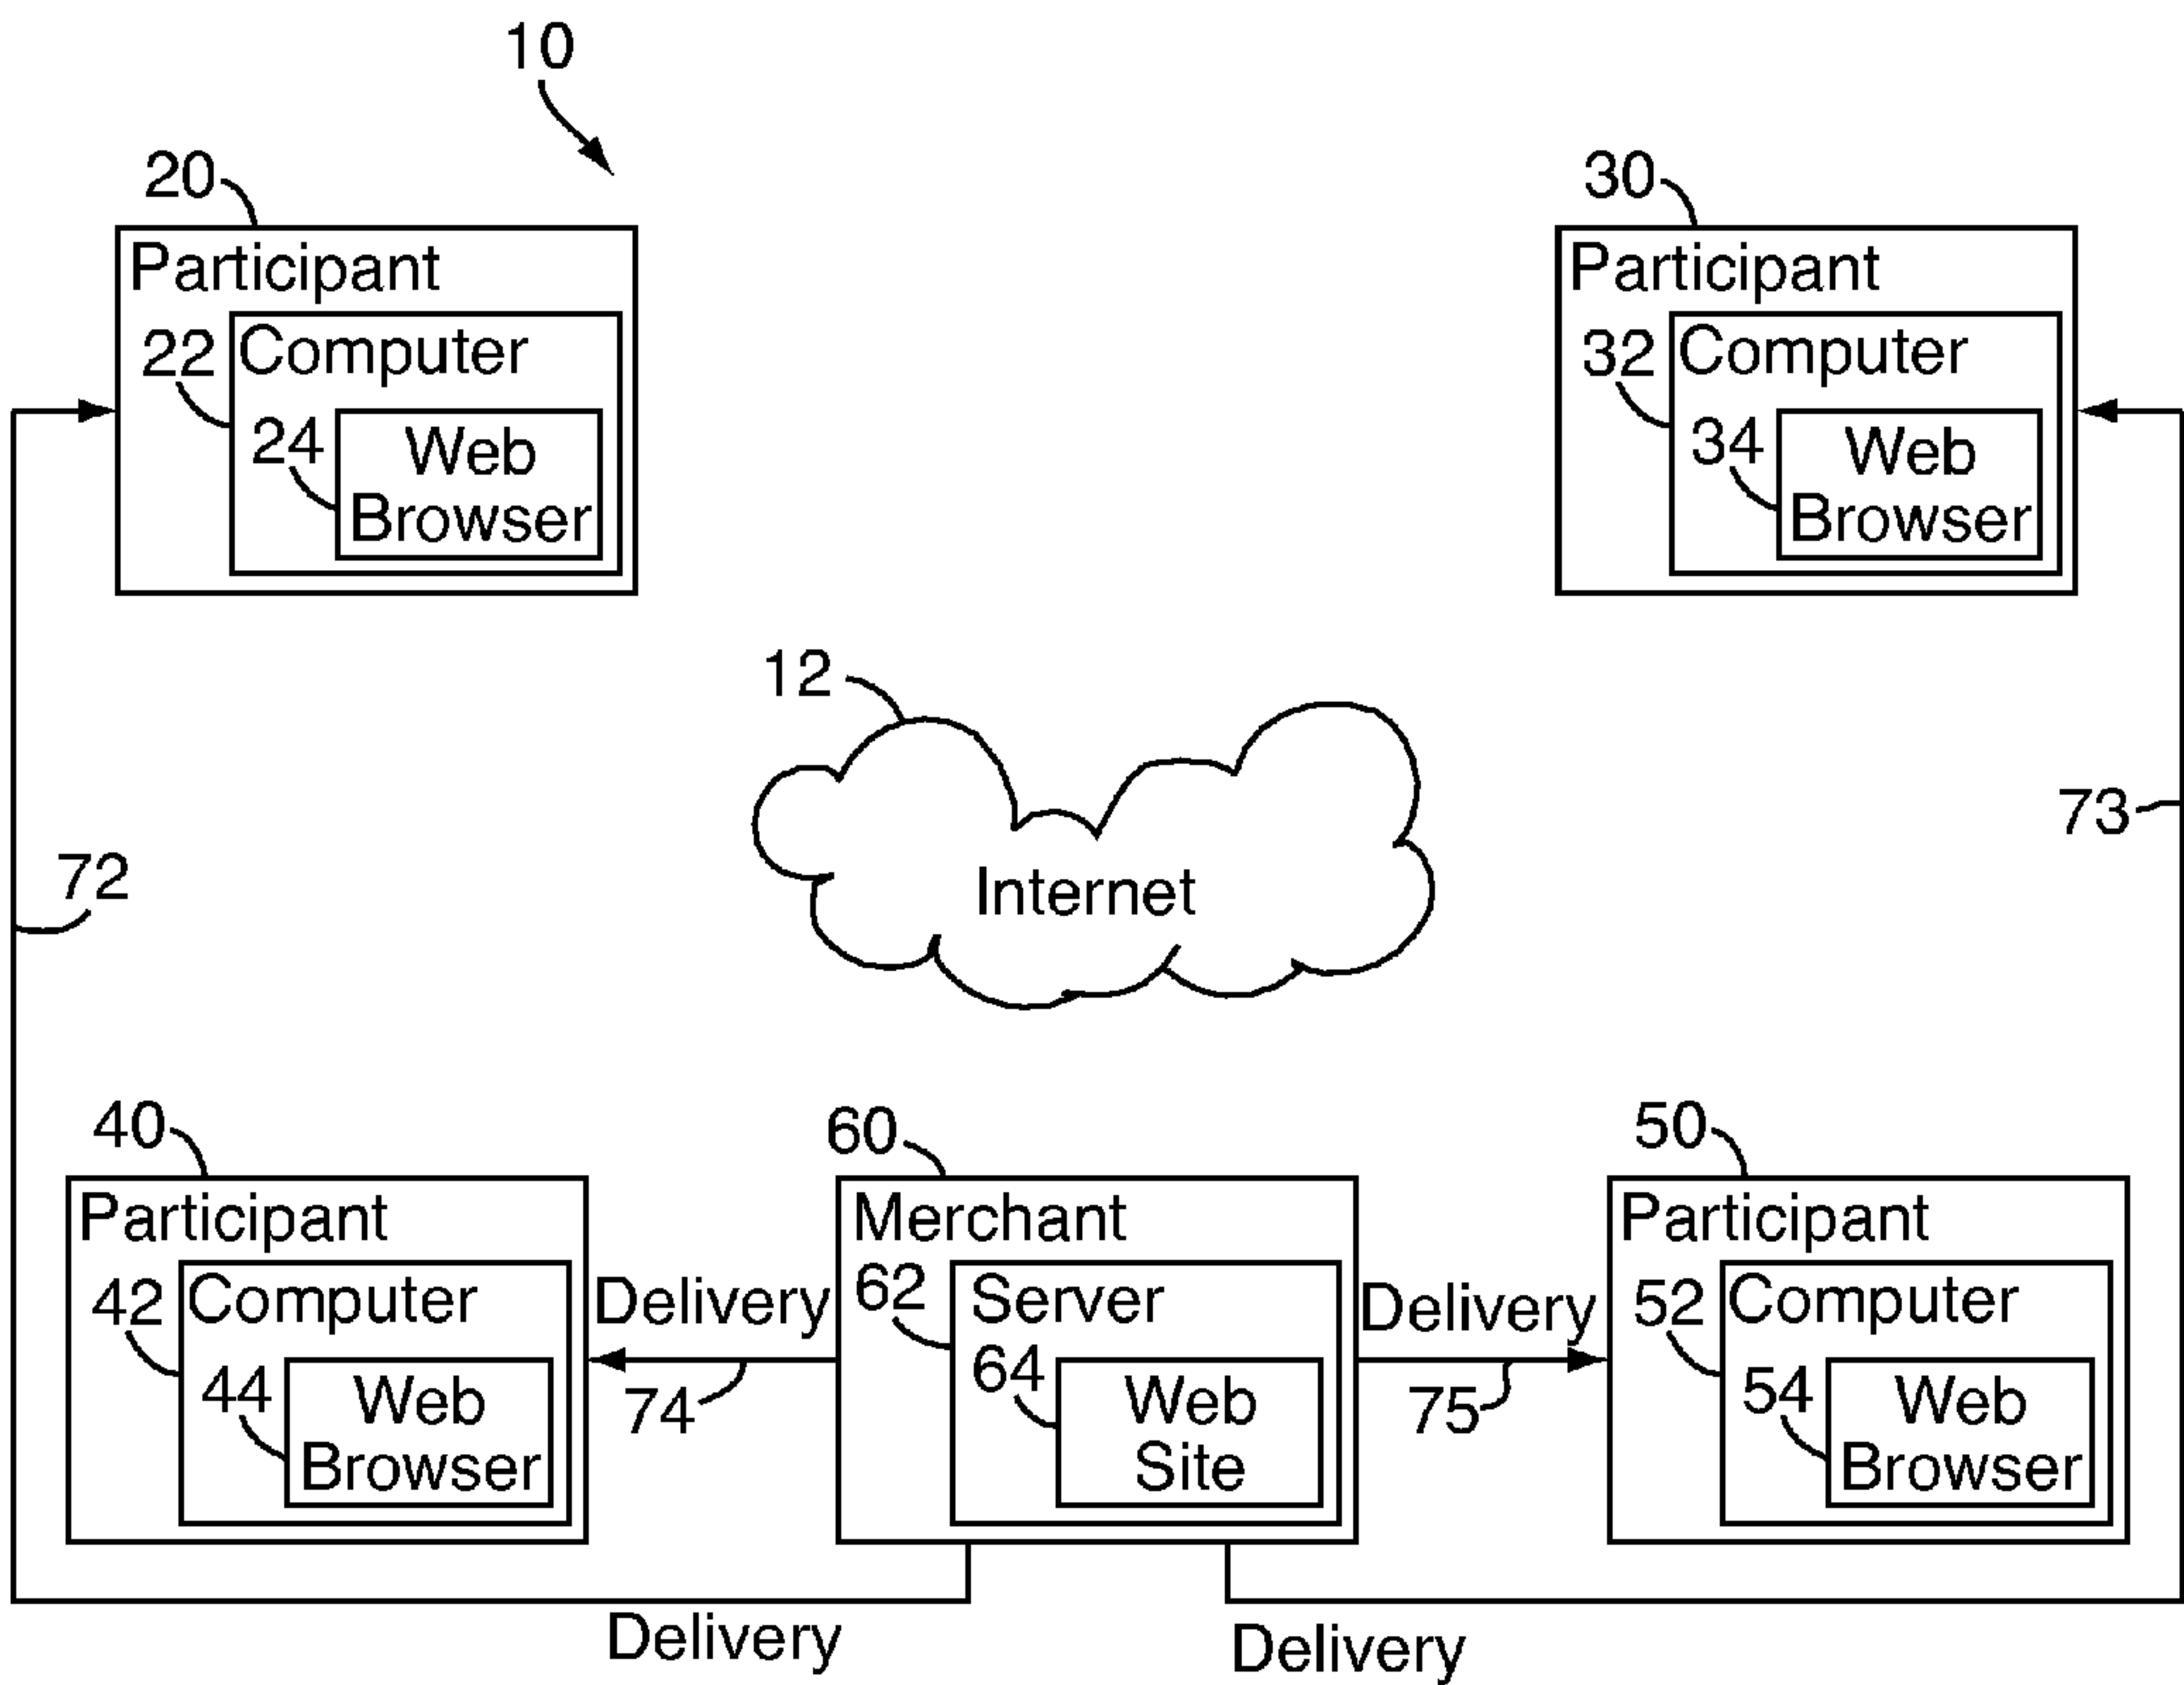 10
20
Participant
22
Computer
24
Web
Browser
30
Participant
32
Computer
34
Web
Browser
12
Internet
72
73
40
Participant
42
Computer
44
Web
Browser
Delivery
74
60
Merchant
62
Server
64
Web
Site
Delivery
75
50
Participant
52
Computer
54
Web
Browser
Delivery
Delivery